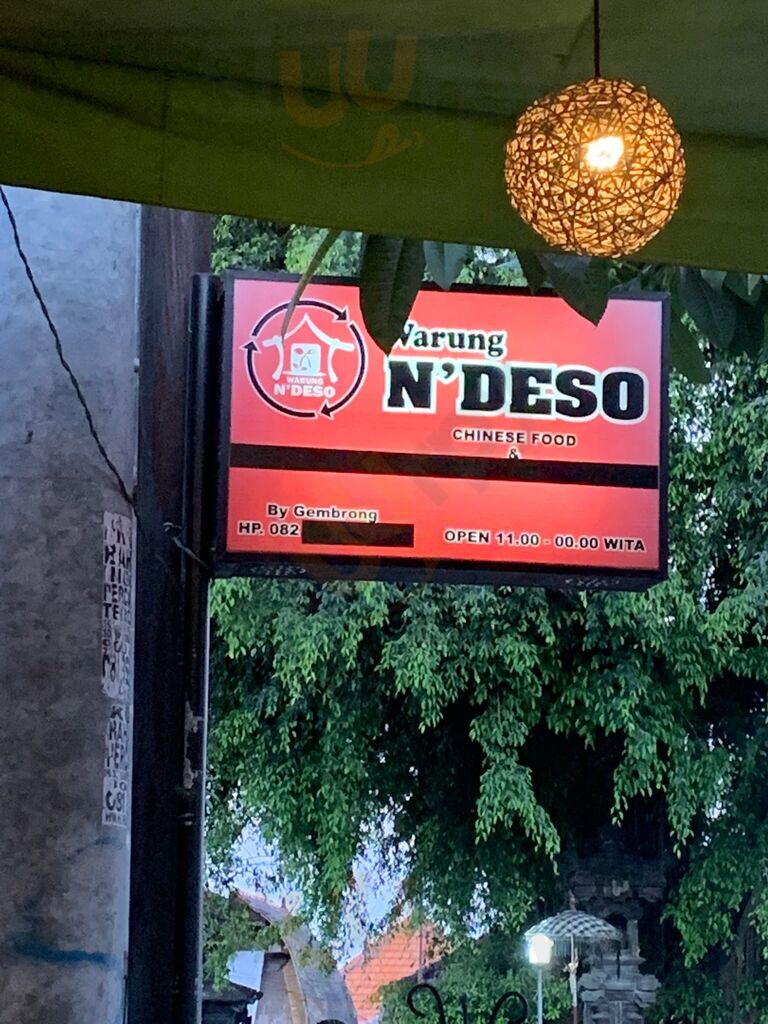 Warung
N'DESO
WARUNG
N'DESO
CHINESE FOOD
&
By Gembrong
HP. 082
OPEN 11.00 - 00.00 WITA